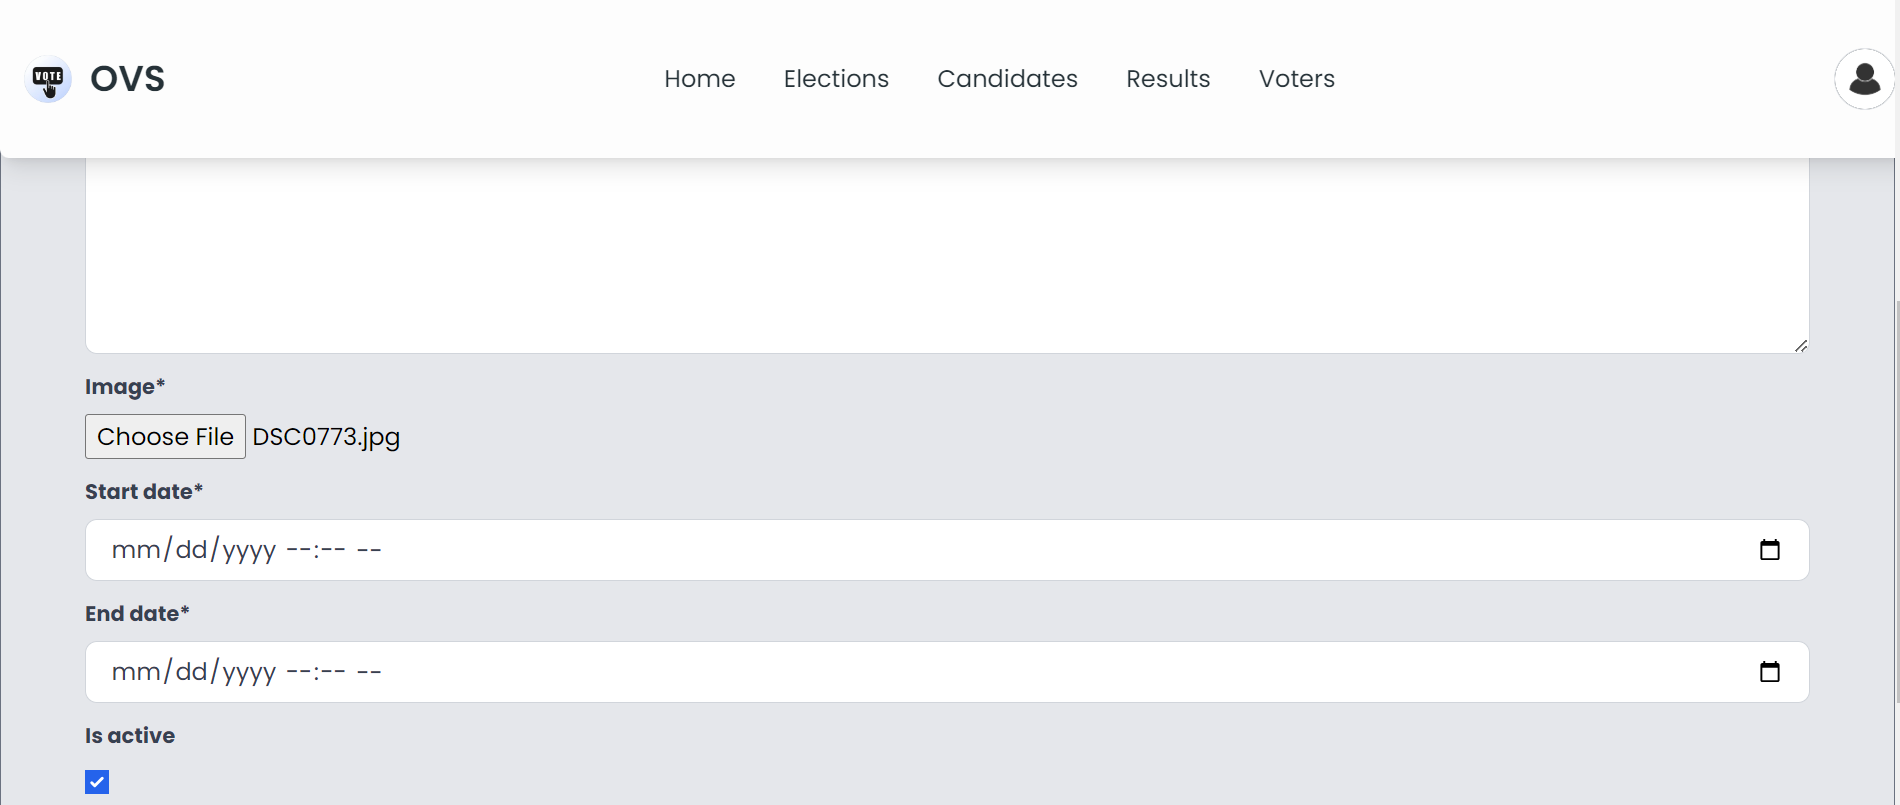 VOTE
OVS
Home Elections Candidates Results Voters
Image*
Choose File DSC0773.jpg
Start date*
mm/dd/yyyy --:-- --
End date*
mm/dd/yyyy --:-- --
Is active